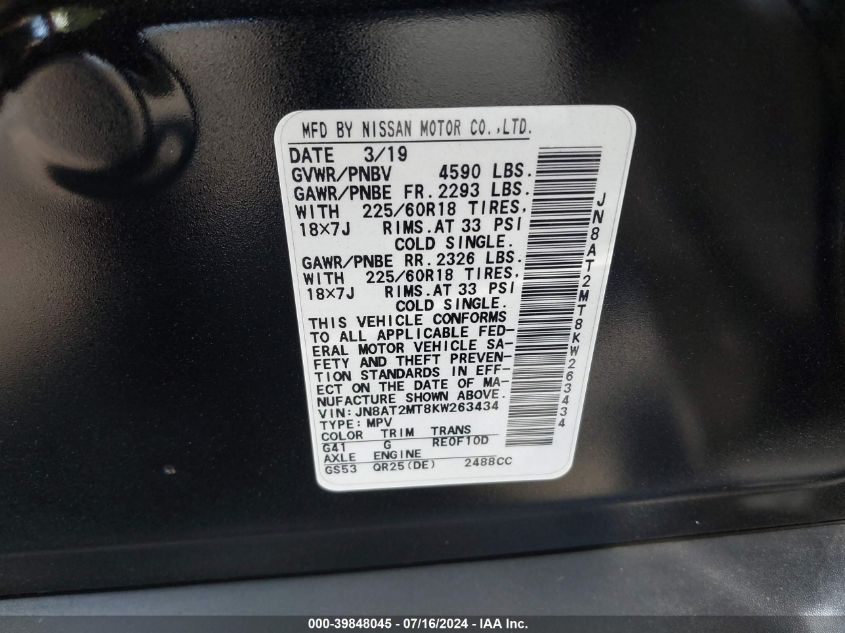 MFD BY NISSAN MOTOR CO.,LTD.
DATE 3/19
GVWR/PNBV 4590 LBS.
GAWR/PNBE FR. 2293 LBS.
WITH 225/60R18 TIRES,
18×7J RIMS.AT 33 PSI
COLD SINGLE.
GAWR/PNBE RR. 2326 LBS.
WITH 225/60R18 TIRES,
18×7J RIMS.AT 33 PSI
COLD SINGLE.
THIS VEHICLE CONFORMS
TO ALL APPLICABLE FED-
ERAL MOTOR VEHICLE SA-
FETY AND THEFT PREVEN-
TION STANDARDS IN EFF-
ECT ON THE DATE OF MA-
NUFACTURE SHOWN ABOVE.
VIN:JN8AT2MT8KW263434
TYPE:MPV
COLOR TRIM TRANS
G41 G RE0F10D
AXLE ENGINE
GS53 QR25(DE) 2488CC
JN8AT2MT8KW263434
000-39848045 - 07/16/2024 - IAA Inc.